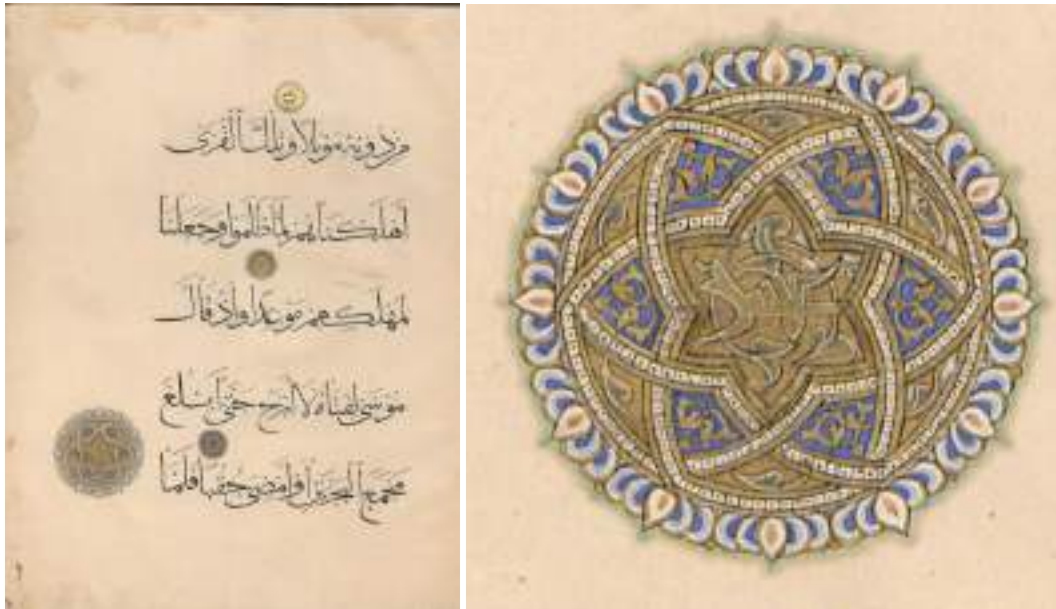 من دونه موئلا وتلك القرى
أهلكناهم لما ظلموا وجعلنا
لمهلكهم موعدا وإذ قال
موسى لفتاه لا أبرح حتى أبلغ
مجمع البحرين أو أمضي حقبا فلما